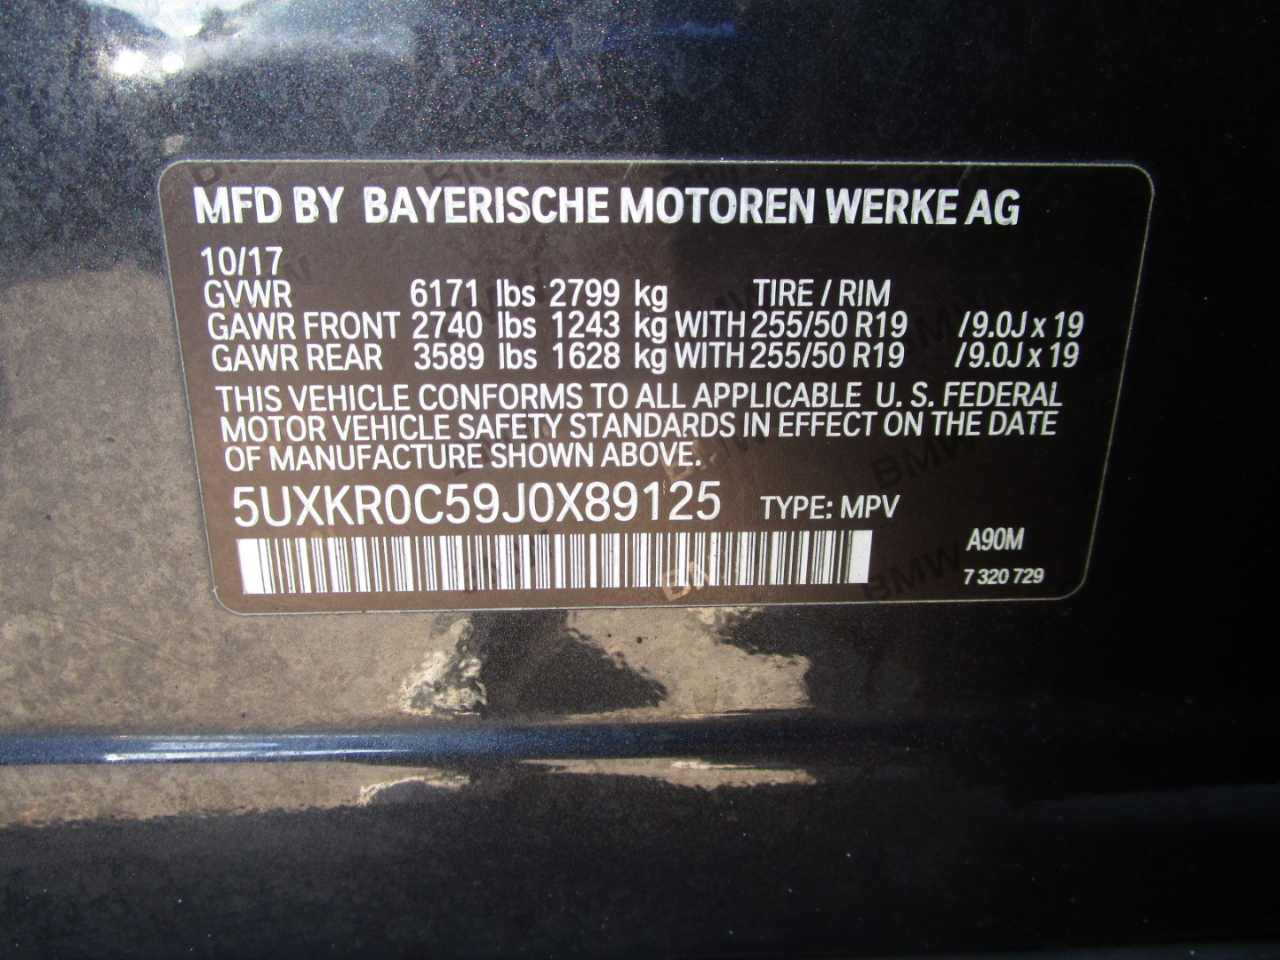 MFD BY BAYERISCHE MOTOREN WERKE AG
10/17
GVWR 6171 lbs 2799 kg TIRE / RIM
GAWR FRONT 2740 lbs 1243 kg WITH 255/50 R19 /9.0J x 19
GAWR REAR 3589 lbs 1628 kg WITH 255/50 R19 /9.0J x 19
THIS VEHICLE CONFORMS TO ALL APPLICABLE U. S. FEDERAL
MOTOR VEHICLE SAFETY STANDARDS IN EFFECT ON THE DATE
OF MANUFACTURE SHOWN ABOVE.
5UXKR0C59J0X89125 TYPE: MPV
A90M
7 320 729